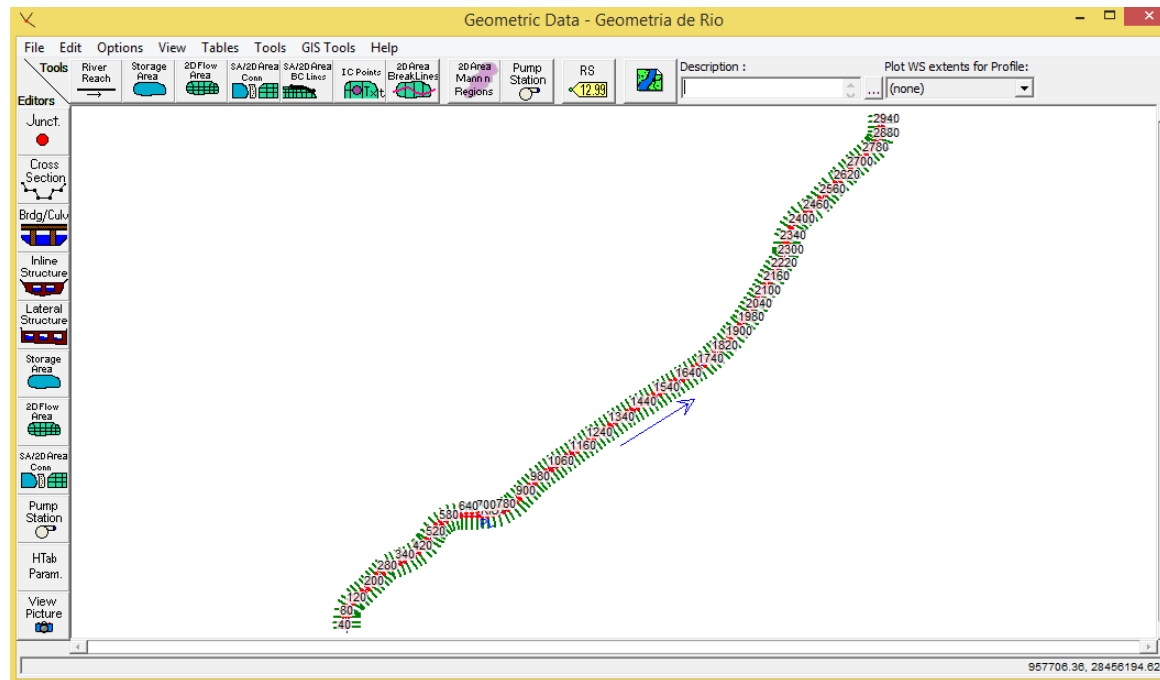 Geometric Data - Geometria de Rio
File Edit Options View Tables Tools GIS Tools Help
Tools
Editors
River
Reach
Storage
Area
2D Flow
Area
SA/2D Area
Conn
SA/2D Area
BC Lines
IC Points
2D Area
BreakLines
2D Area
Mann n
Regions
Pump
Station
RS
12.99
Description :
...
Plot WS extents for Profile:
(none)
Junct.
Cross
Section
Brdg/Culv
Inline
Structure
Lateral
Structure
Storage
Area
2D Flow
Area
SA/2D Area
Conn
Pump
Station
HTab
Param.
View
Picture
2940
2880
2780
2700
2620
2560
2460
2400
2340
2300
2220
2160
2100
2040
1980
1900
1820
1740
1640
1540
1440
1340
1240
1160
1060
980
900
780
700
640
580
520
420
340
280
200
120
80
40
957706.36, 28456194.62